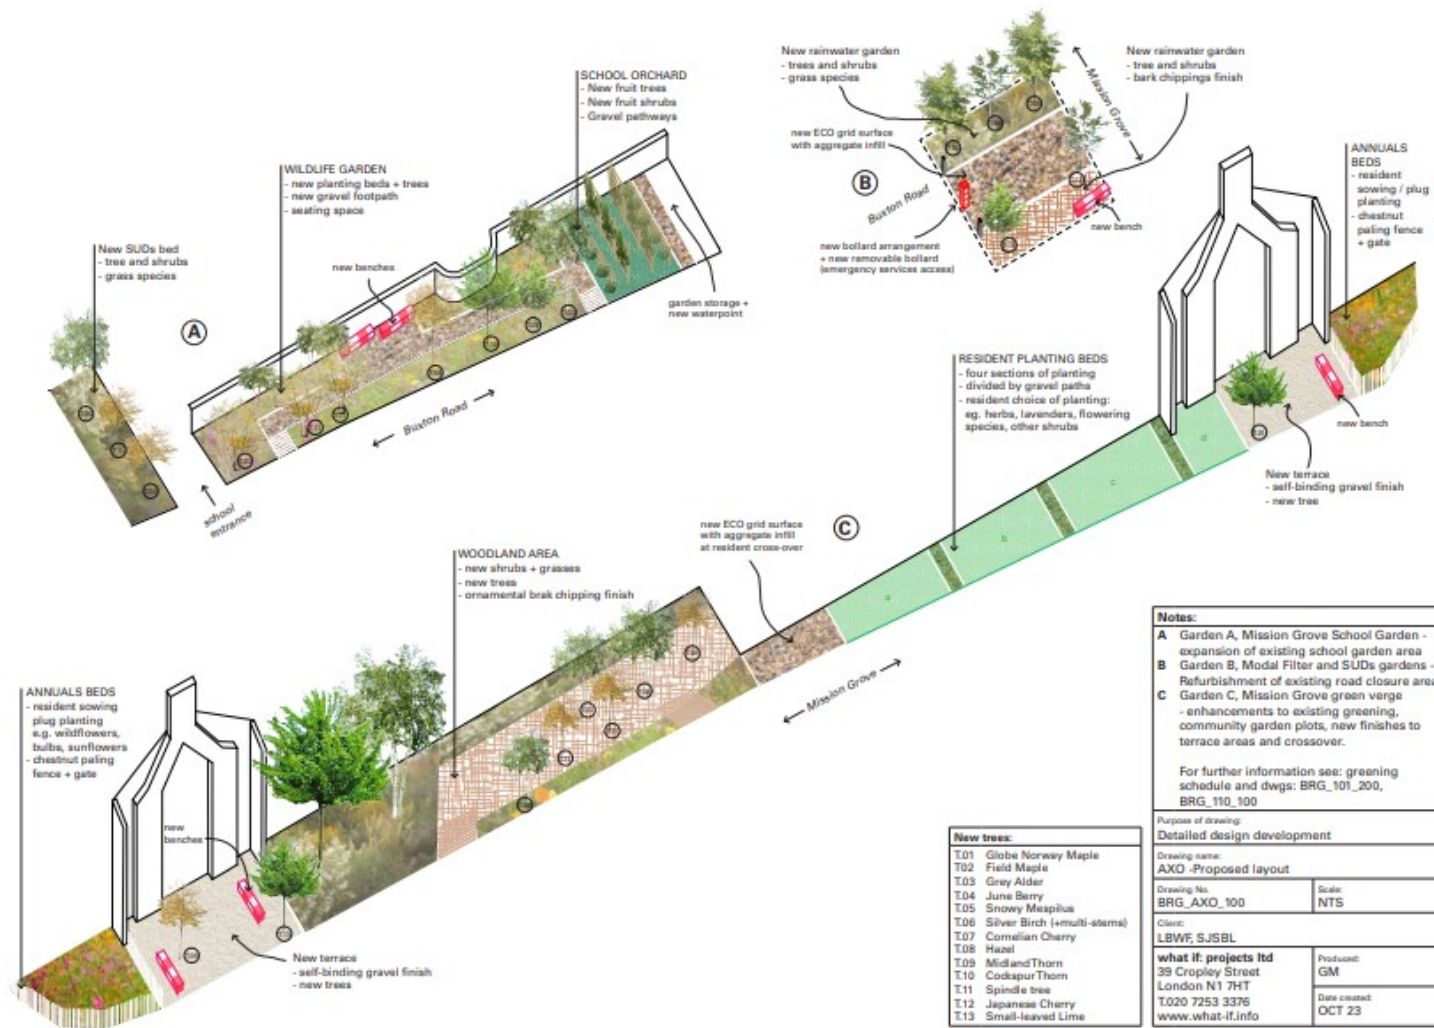 SCHOOL ORCHARD
- New fruit trees
- New fruit shrubs
- Gravel pathways
WILDLIFE GARDEN
- new planting beds + trees
- new gravel footpath
- seating space
New SUDs bed
- tree and shrubs
- grass species
new benches
A
garden storage +
new waterpoint
Buxton Road
school
entrance
New rainwater garden
- trees and shrubs
- grass species
Mission Grove
New rainwater garden
- tree and shrubs
- bark chippings finish
new ECO grid surface
with aggregate infill
B
Buxton Road
new bench
new bollard arrangement
+ new removable bollard
(emergency services access)
ANNUALS
BEDS
- resident
sowing / plug
planting
- chestnut
paling fence
+ gate
RESIDENT PLANTING BEDS
- four sections of planting
- divided by gravel paths
- resident choice of planting:
eg. herbs, lavenders, flowering
species, other shrubs
new bench
New terrace
- self-binding gravel finish
- new tree
a
b
c
d
new ECO grid surface
with aggregate infill
at resident cross-over
C
Mission Grove
WOODLAND AREA
- new shrubs + grasses
- new trees
- ornamental brak chipping finish
ANNUALS BEDS
- resident sowing
plug planting
e.g. wildflowers,
bulbs, sunflowers
- chestnut paling
fence + gate
new
benches
New terrace
- self-binding gravel finish
- new trees
New trees:
T.01 Globe Norway Maple
T02 Field Maple
T.03 Grey Alder
T.04 June Berry
T.05 Snowy Mespilus
T.06 Silver Birch (+multi-stems)
T.07 Cornelian Cherry
T.08 Hazel
T.09 MidlandThorn
T.10 CockspurThorn
T.11 Spindle tree
T.12 Japanese Cherry
T.13 Small-leaved Lime
Notes:
A Garden A, Mission Grove School Garden -
expansion of existing school garden area
B Garden B, Modal Filter and SUDs gardens -
Refurbishment of existing road closure area
C Garden C, Mission Grove green verge
- enhancements to existing greening,
community garden plots, new finishes to
terrace areas and crossover.
For further information see: greening
schedule and dwgs: BRG_101_200,
BRG_110_100
Purpose of drawing:
Detailed design development
Drawing name:
AXO -Proposed layout
Drawing No.
BRG_AXO_100
Scale:
NTS
Client:
LBWF, SJSBL
what if: projects ltd
39 Cropley Street
London N1 7HT
T.020 7253 3376
www.what-if.info
Produced:
GM
Date created:
OCT 23